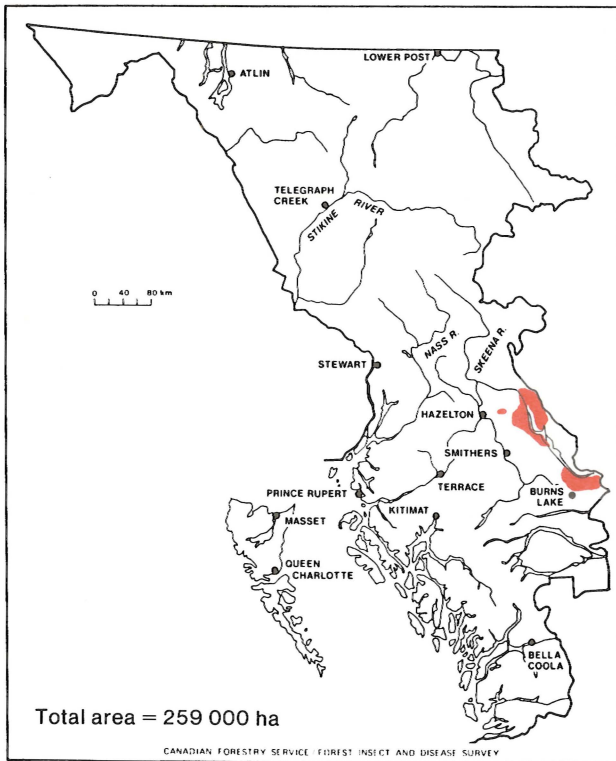 LOWER POST
ATLIN
TELEGRAPH
CREEK
STIKINE
RIVER
0 40 80 km
NASS R.
SKEENA R.
STEWART
HAZELTON
SMITHERS
TERRACE
PRINCE RUPERT
BURNS
LAKE
KITIMAT
MASSET
QUEEN
CHARLOTTE
BELLA
COOLA
Total area = 259 000 ha
CANADIAN FORESTRY SERVICE / FOREST INSECT AND DISEASE SURVEY